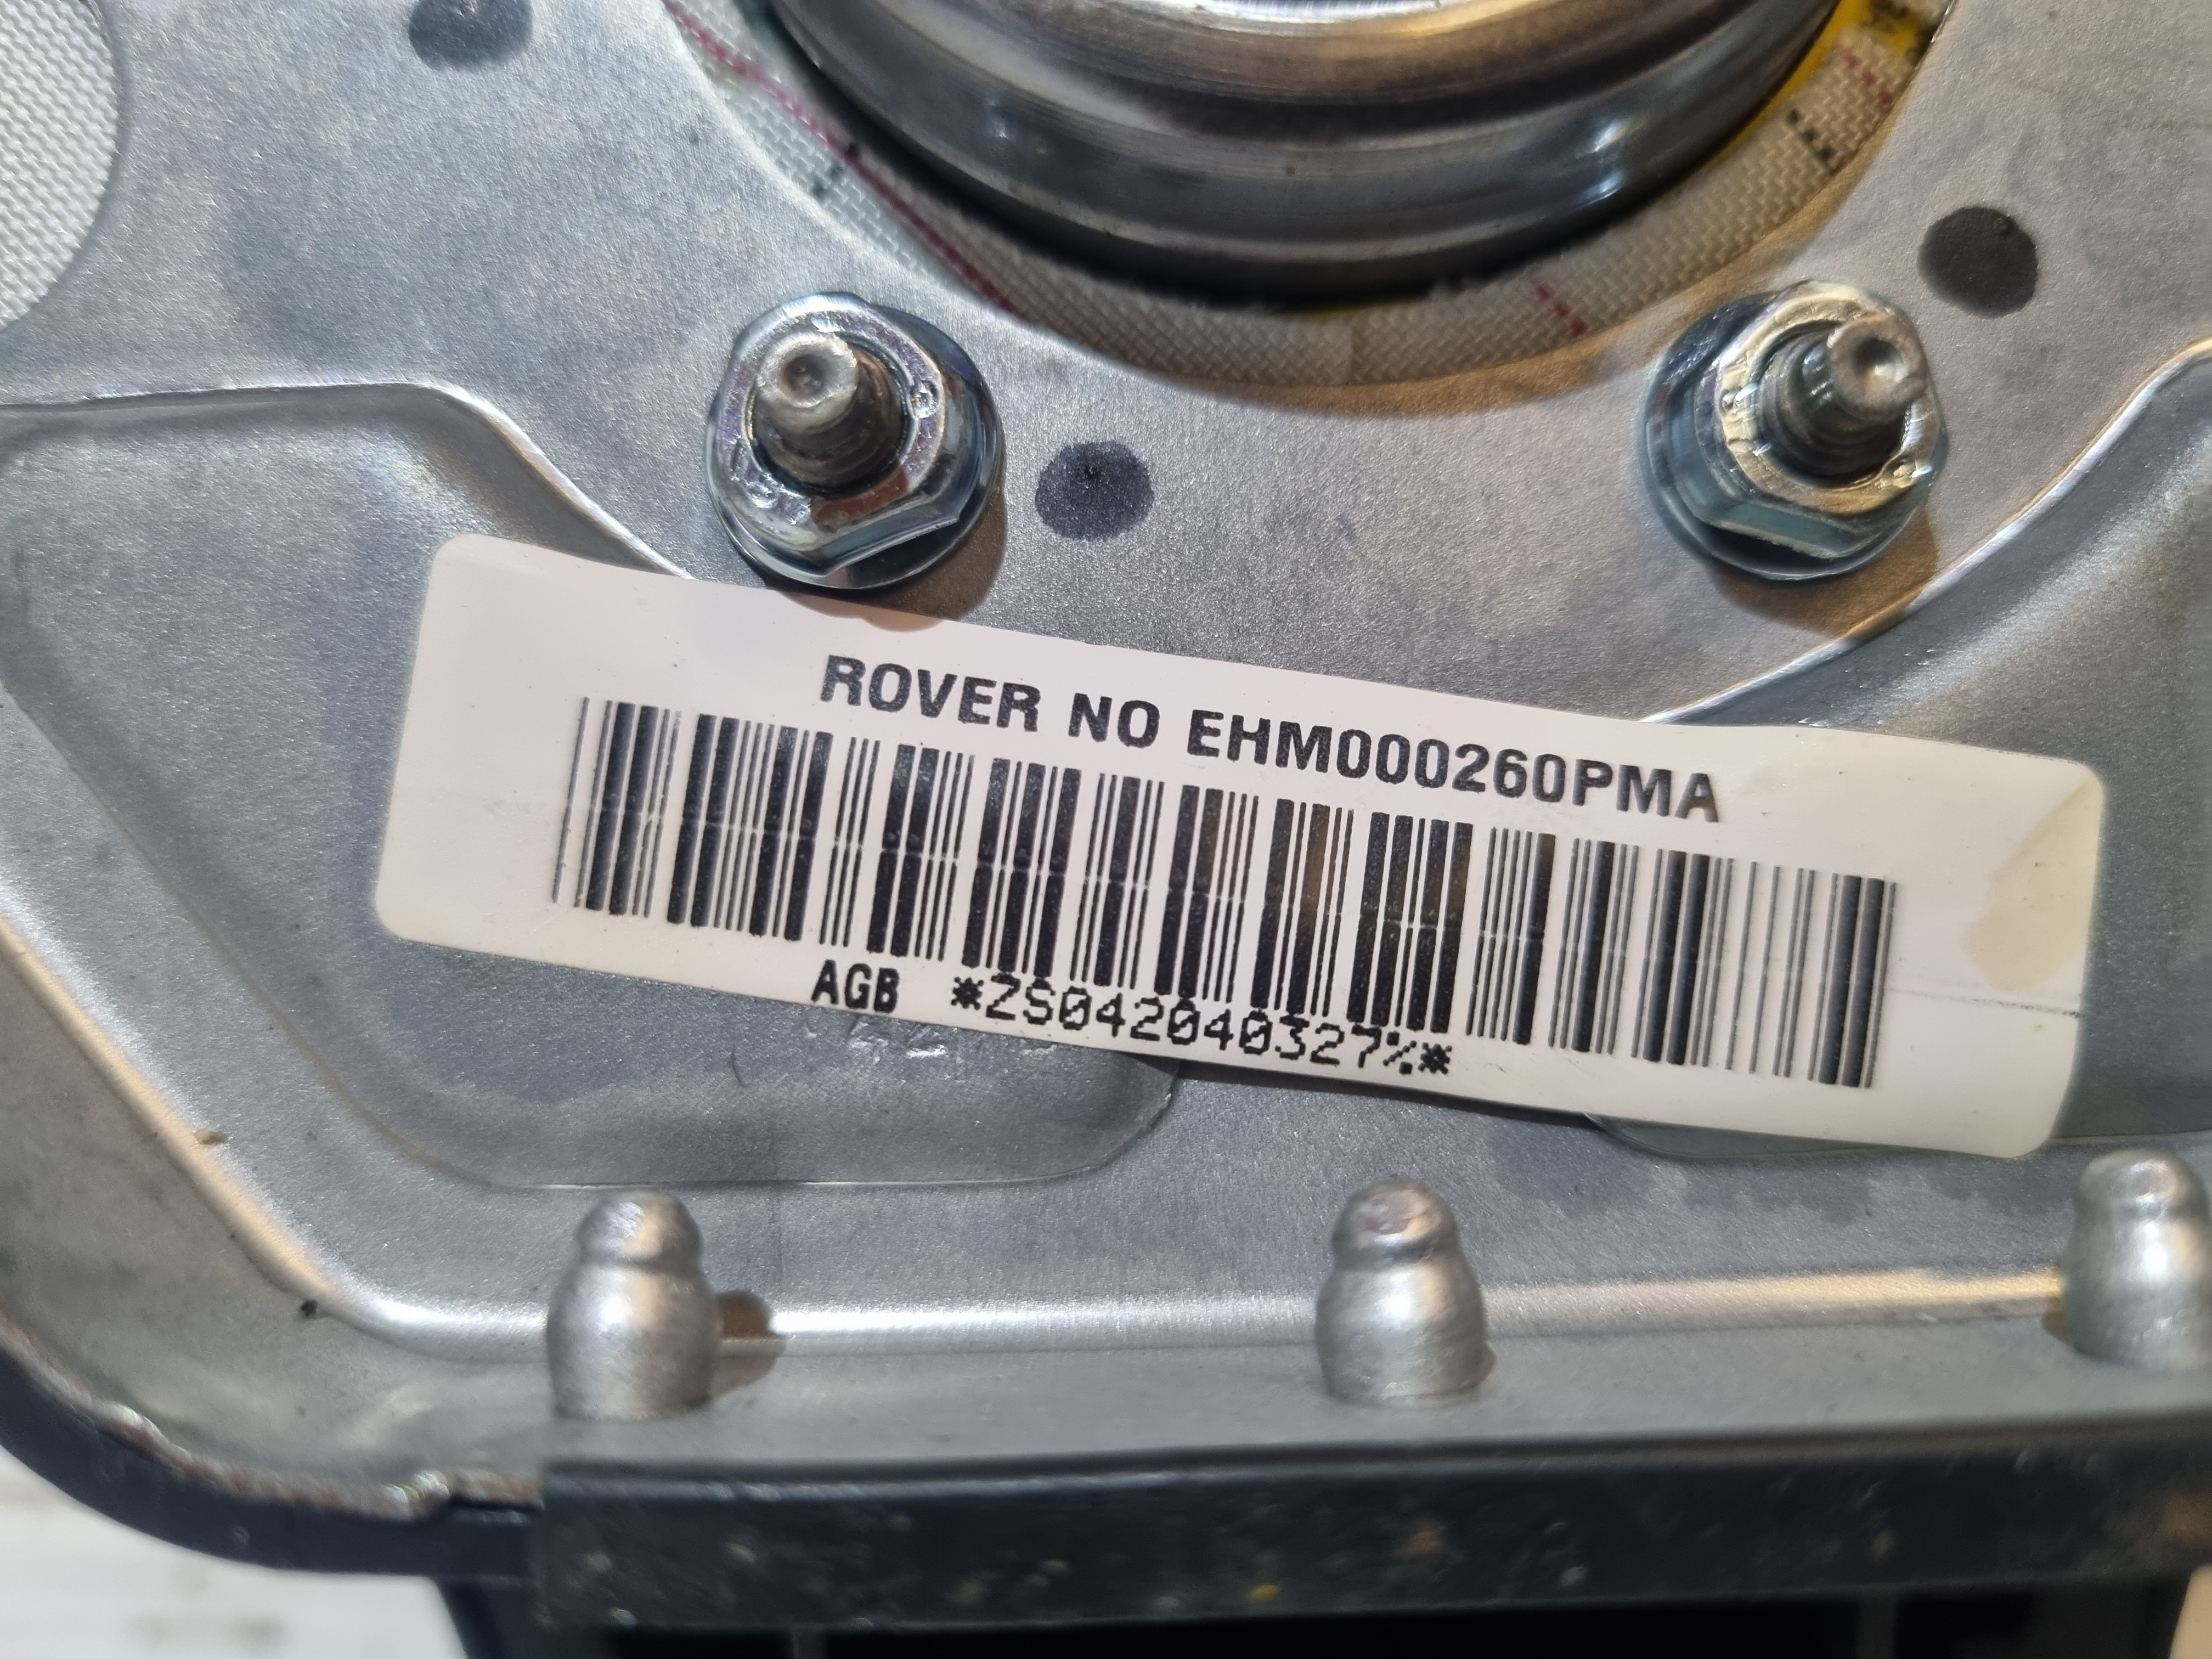 ROVER NO EHM000260PMA
AGB *ZS042040327%*